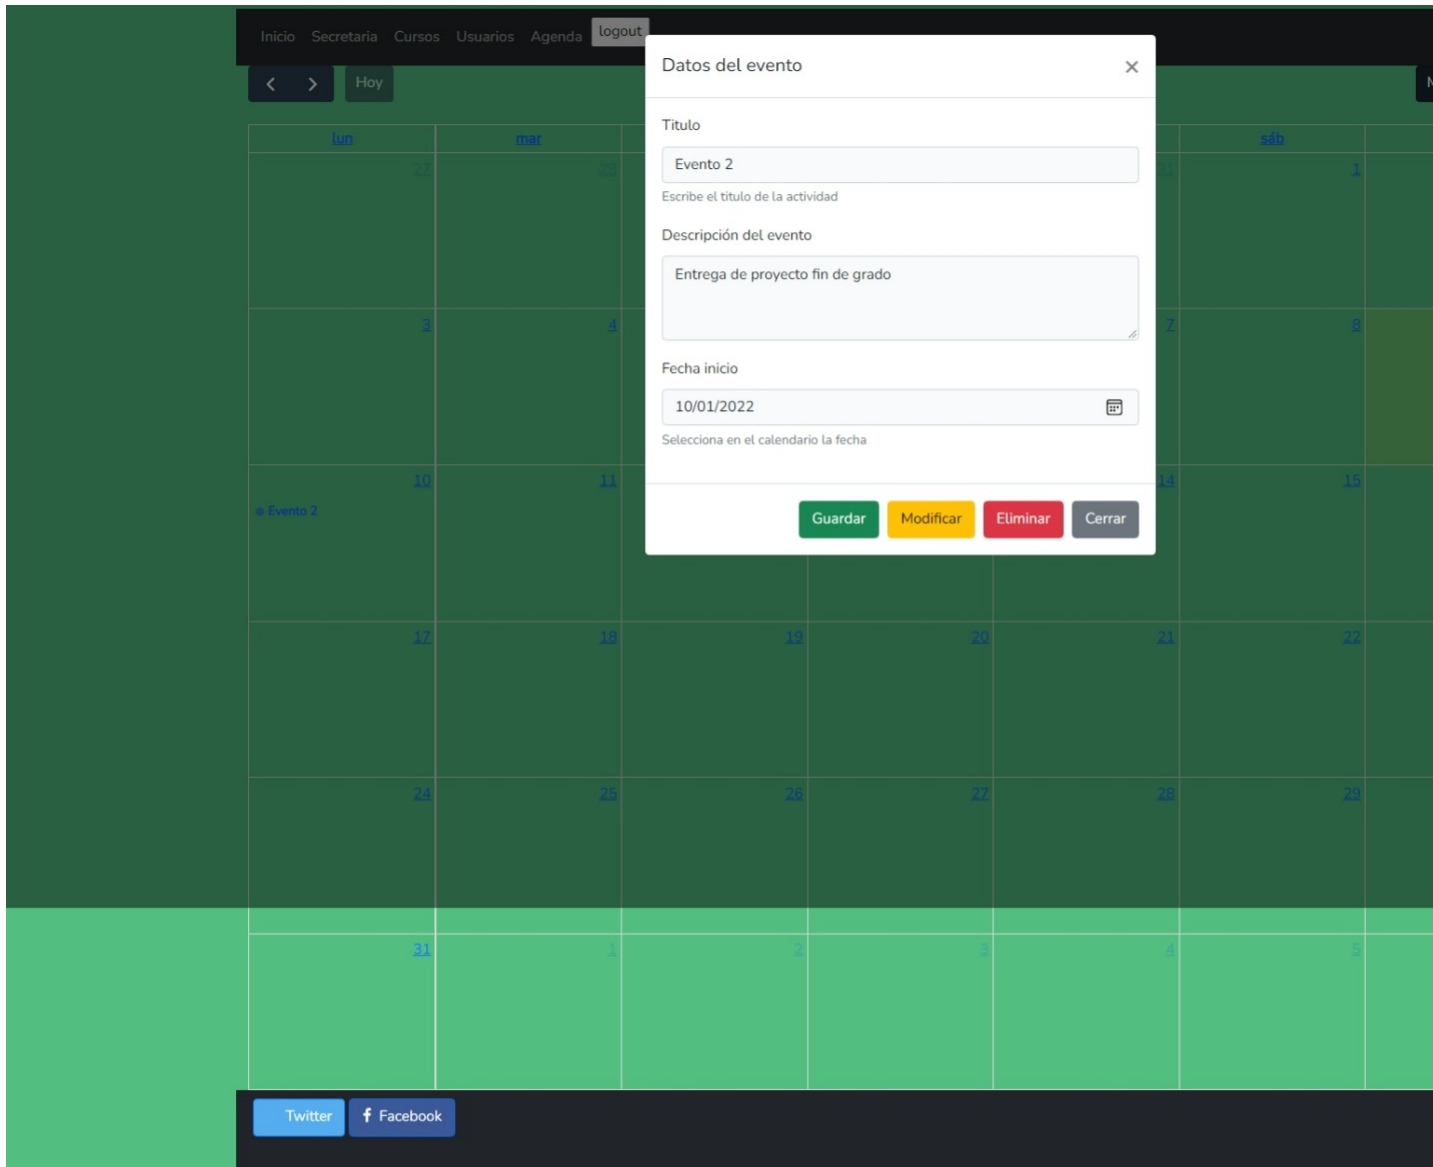 Inicio Secretaria Cursos Usuarios Agenda logout
Datos del evento
Hoy
lun mar sáb
Titulo
27 28 31 1
Evento 2
Escribe el titulo de la actividad
Descripción del evento
Entrega de proyecto fin de grado
3 4 7 8
Fecha inicio
10/01/2022
Selecciona en el calendario la fecha
10 11 14 15
Evento 2
Guardar Modificar Eliminar Cerrar
17 18 19 20 21 22
24 25 26 27 28 29
31 1 2 3 4 5
Twitter Facebook